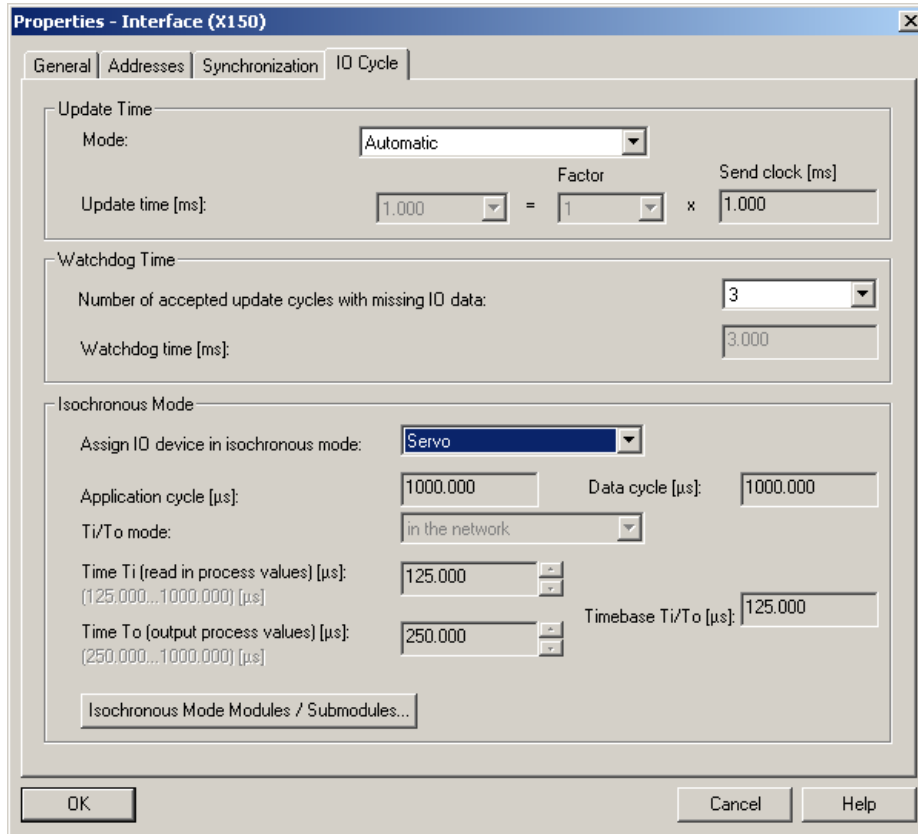 Properties - Interface (X150)
General Addresses Synchronization IO Cycle
Update Time
Mode: Automatic
Factor Send clock [ms]
Update time [ms]: 1.000 = 1 x 1.000
Watchdog Time
Number of accepted update cycles with missing IO data: 3
Watchdog time [ms]: 3.000
Isochronous Mode
Assign IO device in isochronous mode: Servo
Application cycle [µs]: 1000.000 Data cycle [µs]: 1000.000
Ti/To mode: in the network
Time Ti (read in process values) [µs]: 125.000
(125.000...1000.000) [µs]
Timebase Ti/To [µs]: 125.000
Time To (output process values) [µs]: 250.000
(250.000...1000.000) [µs]
Isochronous Mode Modules / Submodules...
OK Cancel Help